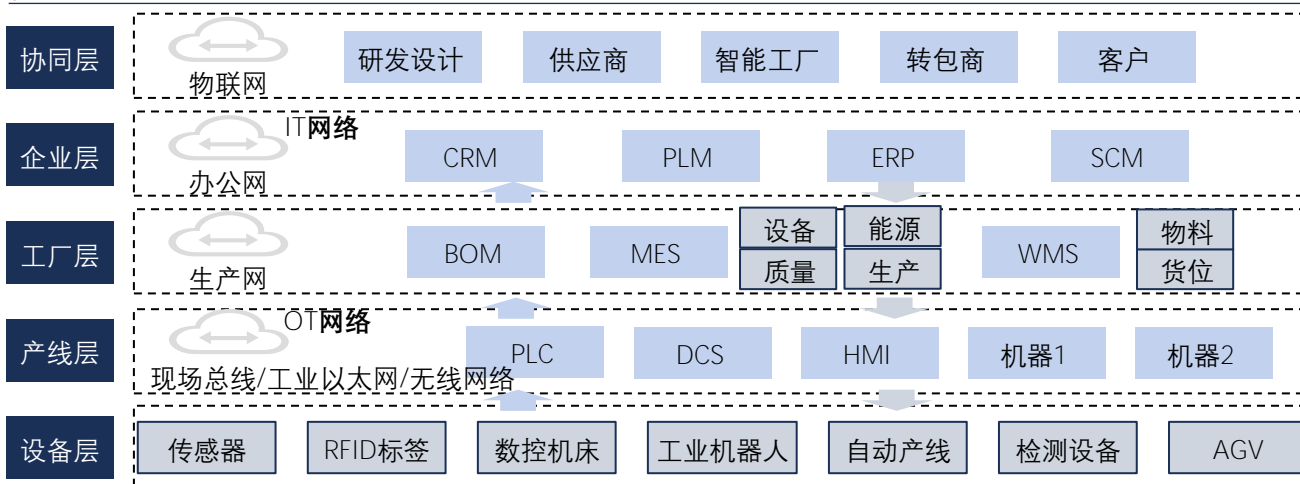 协同层
物联网
研发设计
供应商
智能工厂
转包商
客户
企业层
IT网络
办公网
CRM
PLM
ERP
SCM
工厂层
生产网
BOM
MES
设备
能源
质量
生产
WMS
物料
货位
产线层
OT网络
现场总线/工业以太网/无线网络
PLC
DCS
HMI
机器1
机器2
设备层
传感器
RFID标签
数控机床
工业机器人
自动产线
检测设备
AGV